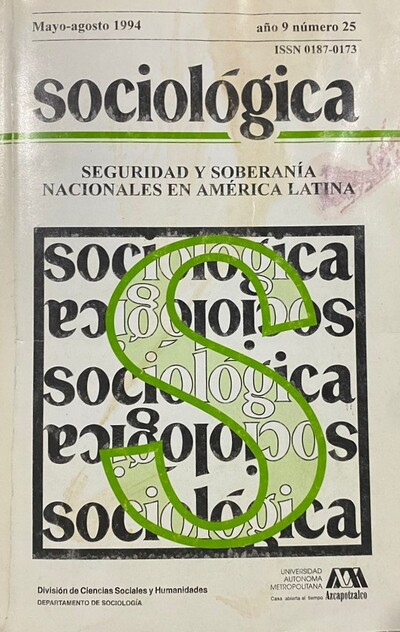 Mayo-agosto 1994
año 9 número 25
ISSN 0187-0173
sociológica
SEGURIDAD Y SOBERANÍA
NACIONALES EN AMÉRICA LATINA
sociológica
sociológica
sociológica
sociológica
sociológica
S
División de Ciencias Sociales y Humanidades
DEPARTAMENTO DE SOCIOLOGÍA
UNIVERSIDAD
AUTONOMA
METROPOLITANA
Casa abierta al tiempo
Azcapotzalco